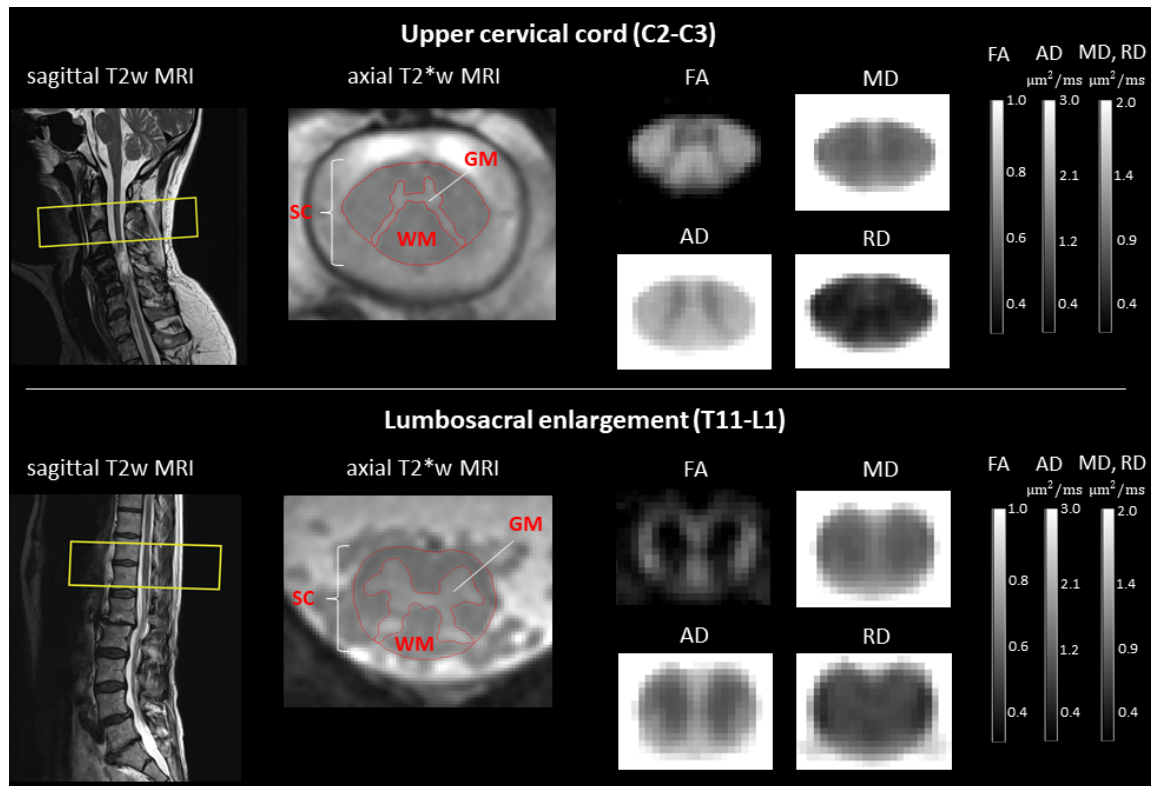 Upper cervical cord (C2-C3)
sagittal T2w MRI
axial T2*w MRI
FA
MD
AD
RD
SC
GM
WM
FA AD MD, RD
μm²/ms μm²/ms
1.0 3.0 2.0
0.8 2.1 1.4
0.6 1.2 0.9
0.4 0.4 0.4
Lumbosacral enlargement (T11-L1)
sagittal T2w MRI
axial T2*w MRI
FA
MD
AD
RD
SC
GM
WM
FA AD MD, RD
μm²/ms μm²/ms
1.0 3.0 2.0
0.8 2.1 1.4
0.6 1.2 0.9
0.4 0.4 0.4